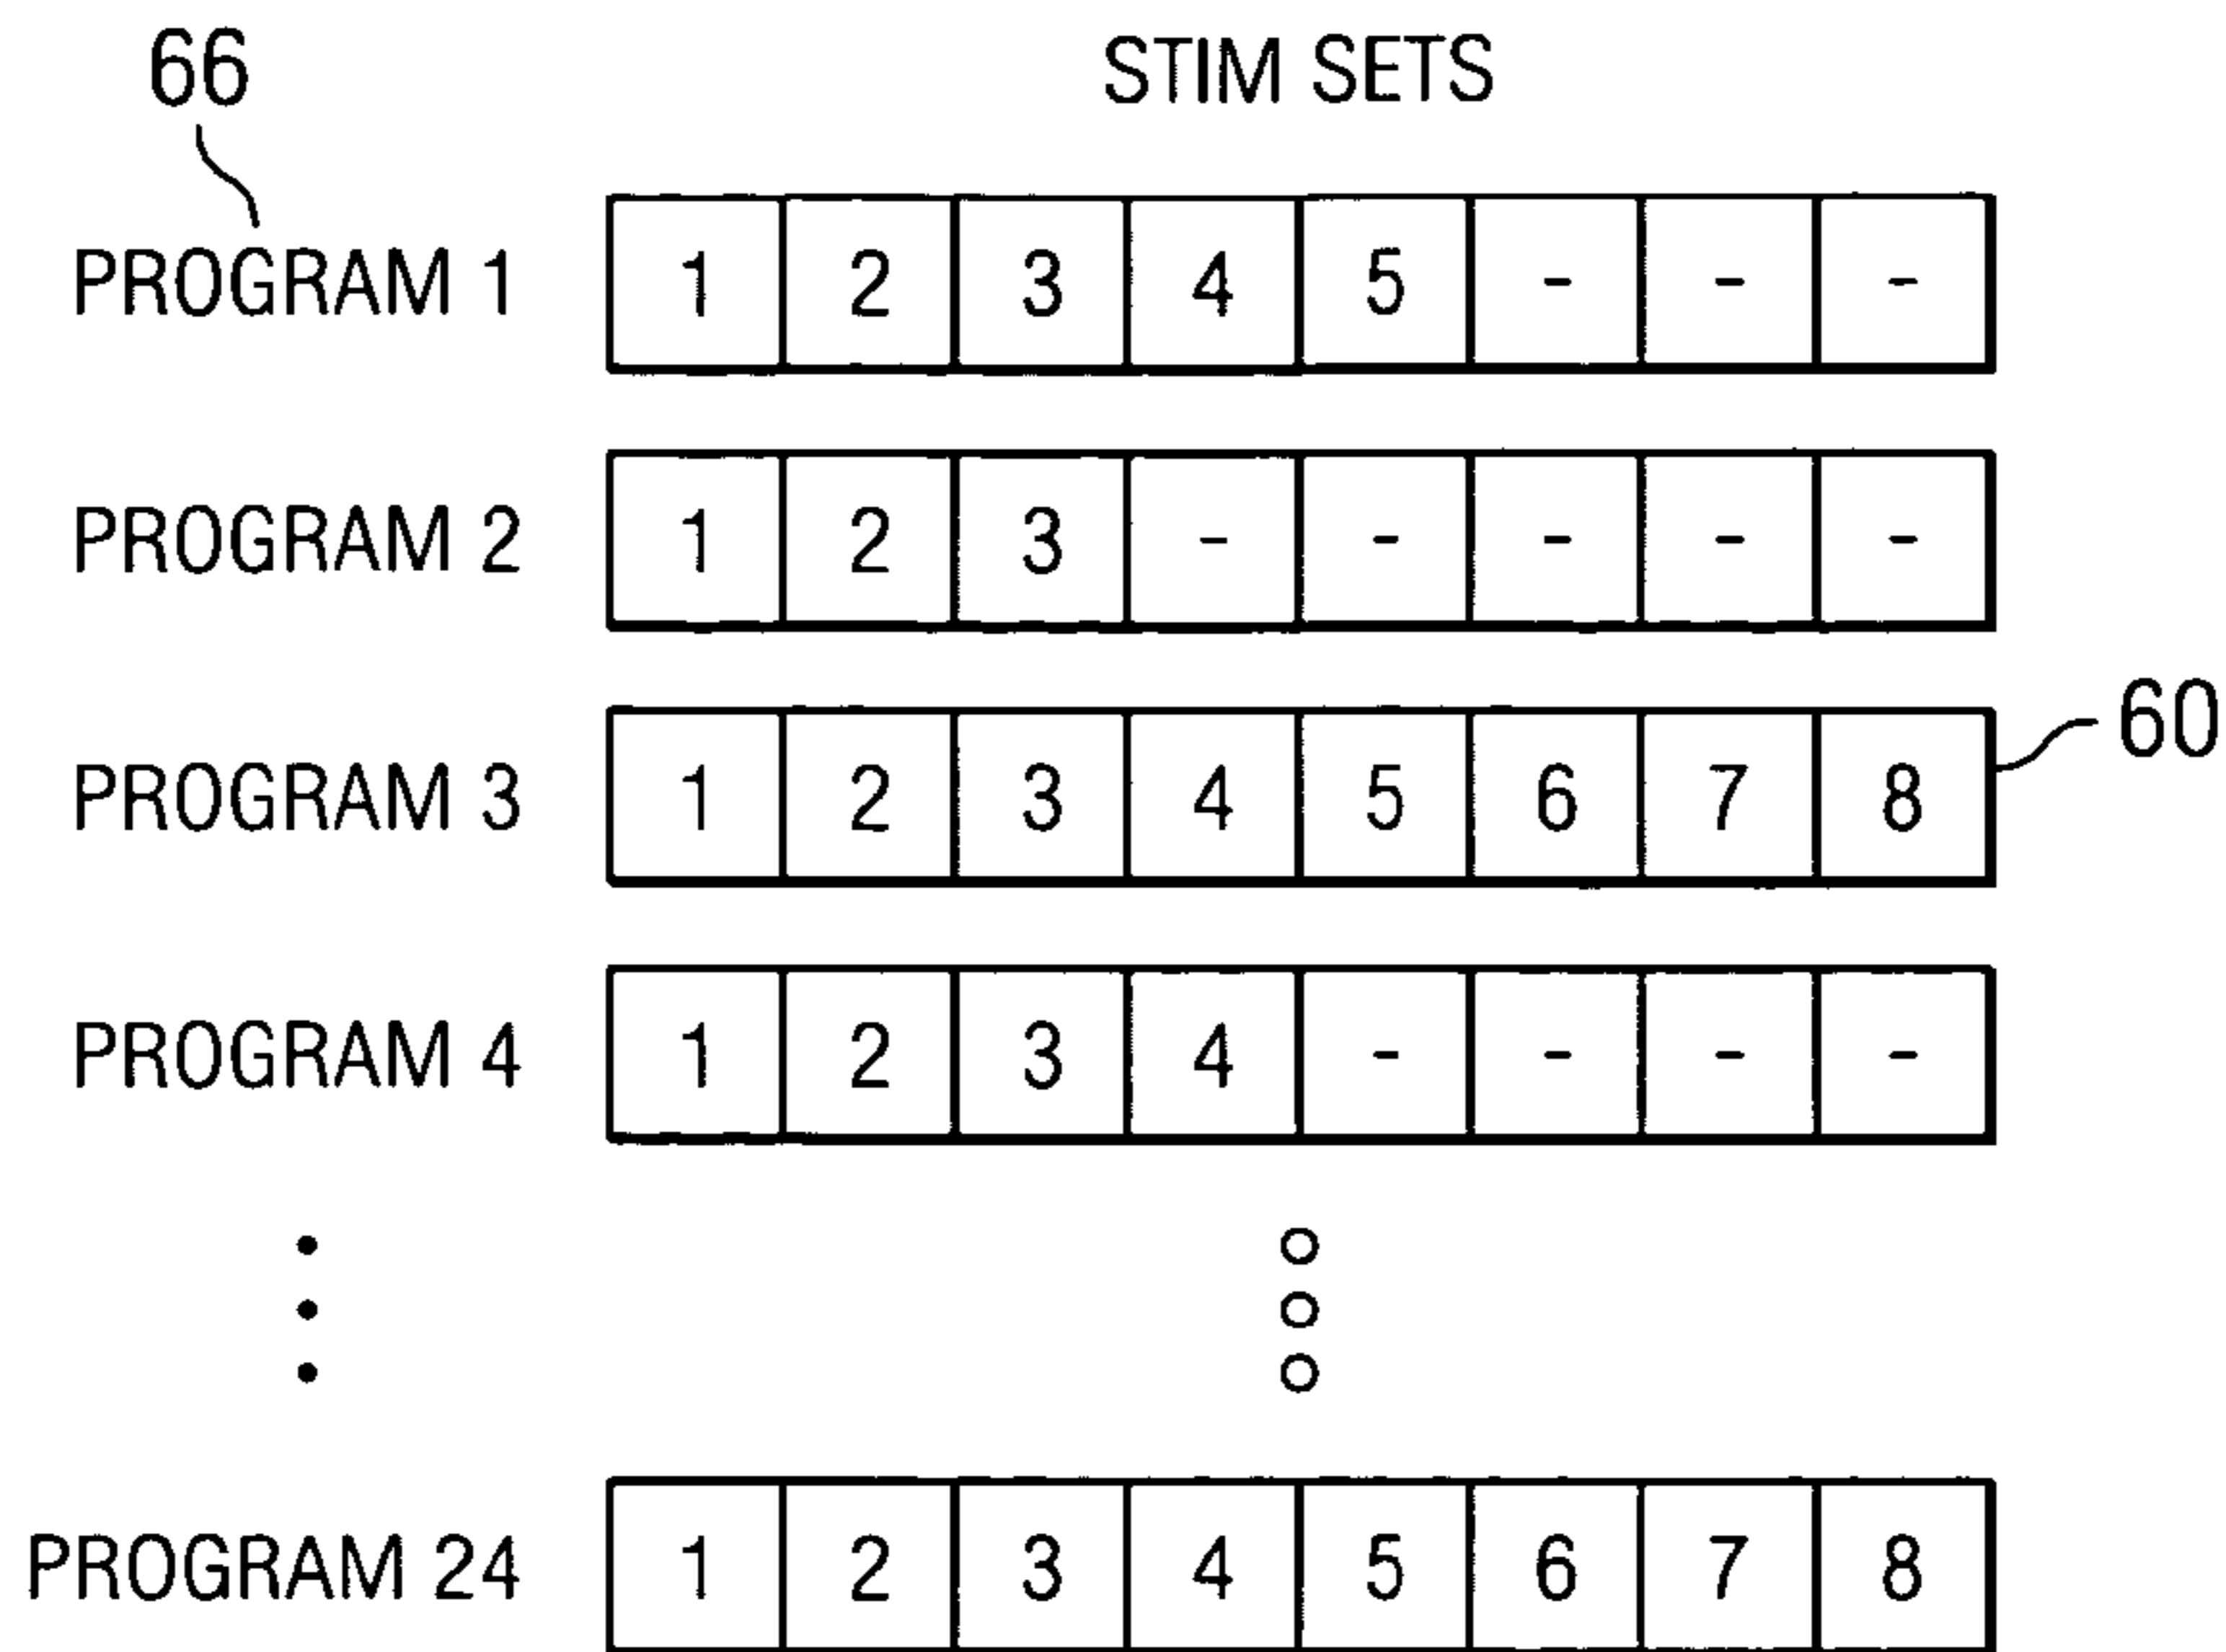 66
STIM SETS
PROGRAM 1 1 2 3 4 5 - - -
PROGRAM 2 1 2 3 - - - - -
60
PROGRAM 3 1 2 3 4 5 6 7 8
PROGRAM 4 1 2 3 4 - - - -
PROGRAM 24 1 2 3 4 5 6 7 8